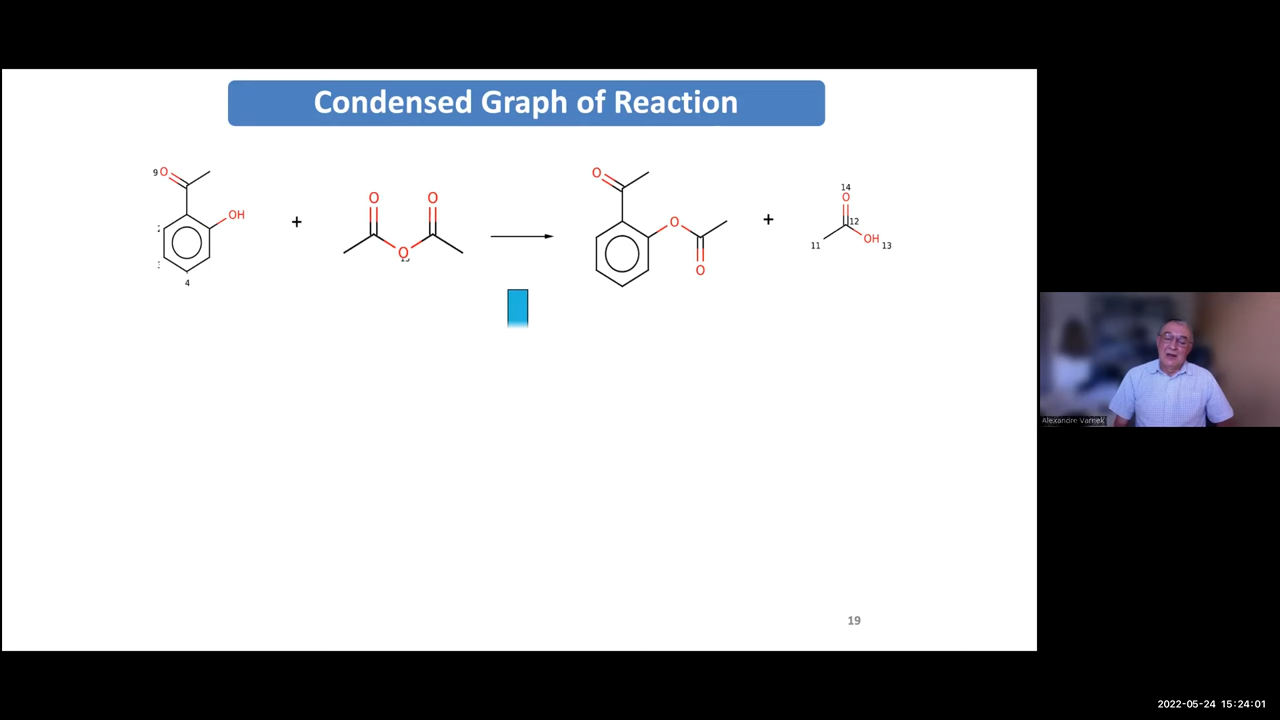 Condensed Graph of Reaction
9 O
OH
4
+
O O
O
O
O
O
+
14
O
12
11
OH 13
19
Alexandre Varnek
2022-05-24 15:24:01